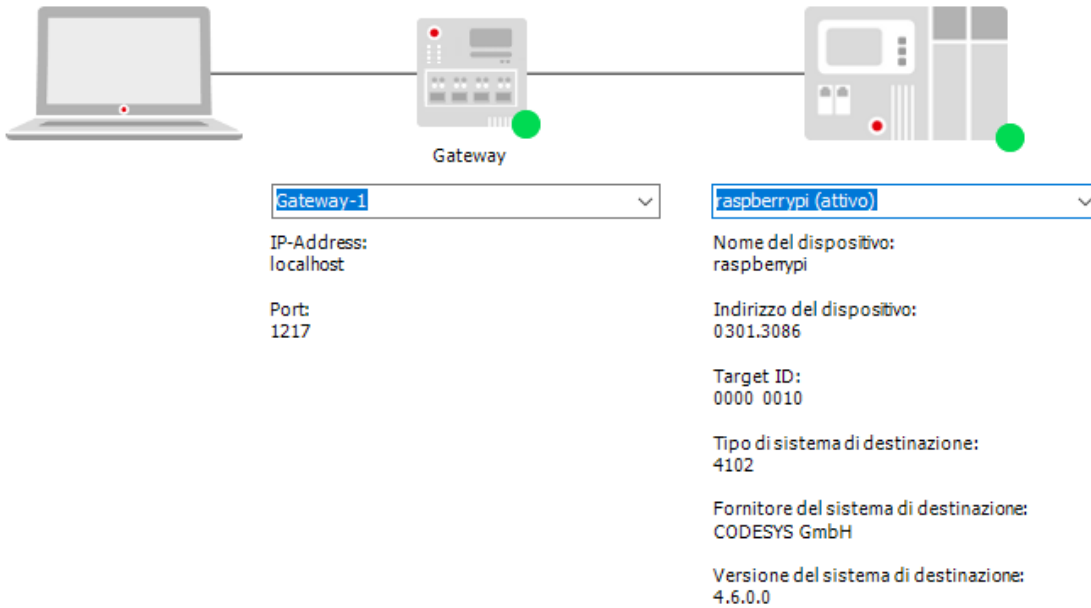 Gateway
Gateway-1
IP-Address:
localhost
Port:
1217
raspberrypi (attivo)
Nome del dispositivo:
raspberrypi
Indirizzo del dispositivo:
0301.3086
Target ID:
0000 0010
Tipo di sistema di destinazione:
4102
Fornitore del sistema di destinazione:
CODESYS GmbH
Versione del sistema di destinazione:
4.6.0.0